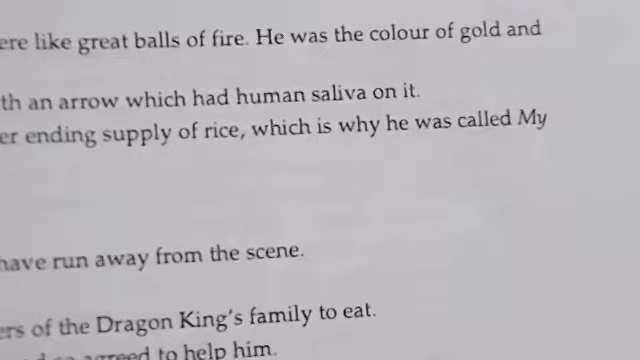 ere like great balls of fire. He was the colour of gold and
th an arrow which had human saliva on it.
er ending supply of rice, which is why he was called My
have run away from the scene.
ers of the Dragon King's family to eat.
agreed to help him.